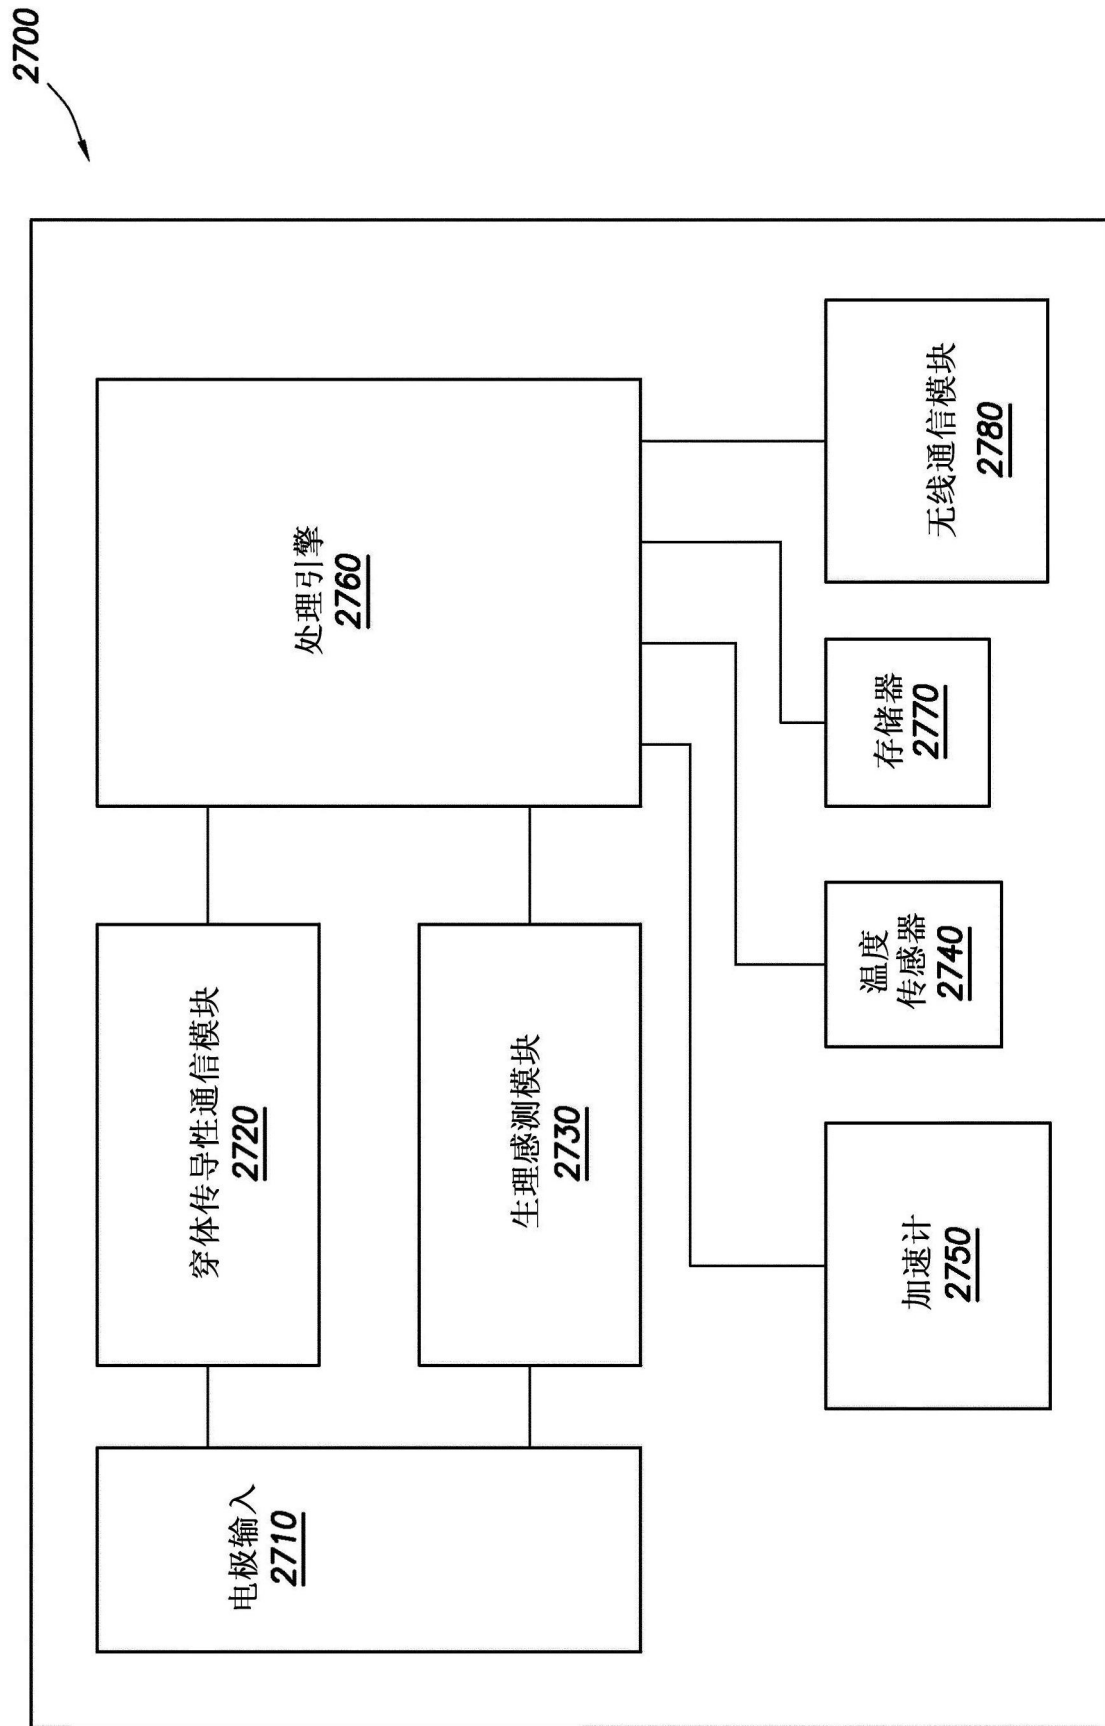 2700
电极输入
2710
穿体传导性通信模块
2720
生理感测模块
2730
处理引擎
2760
加速计
2750
温度
传感器
2740
存储器
2770
无线通信模块
2780